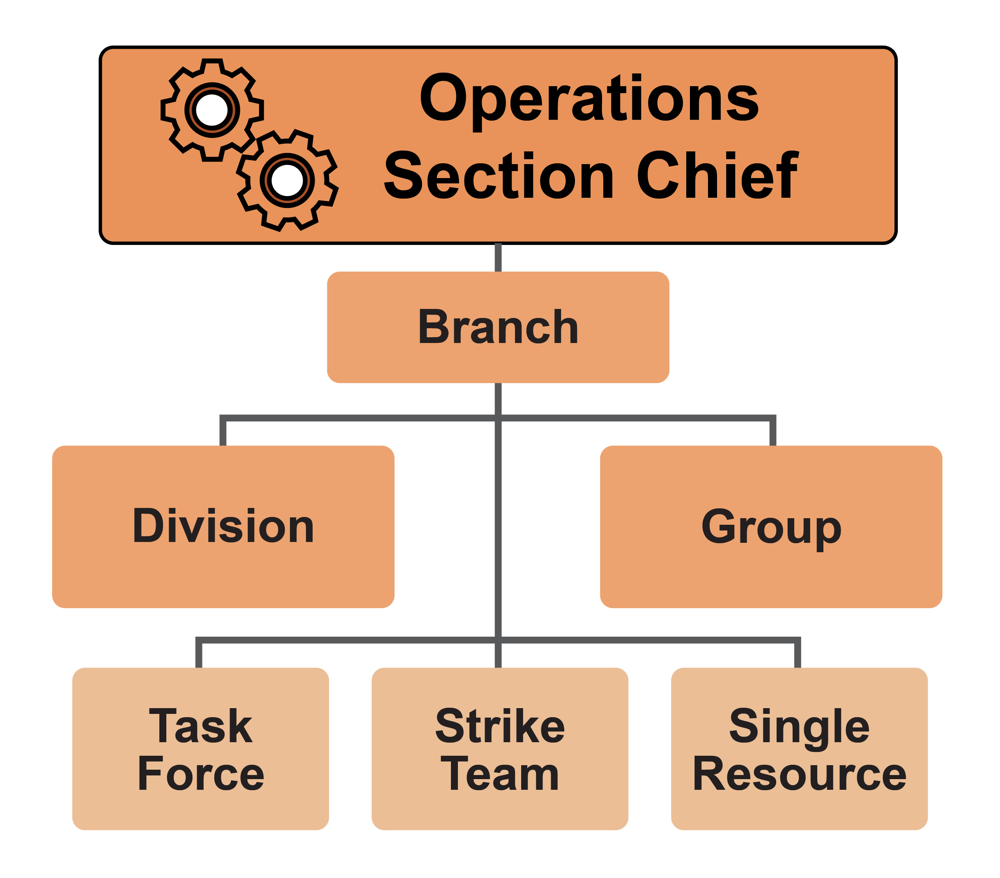 Operations
Section Chief
Branch
Division
Group
Task
Force
Strike
Team
Single
Resource